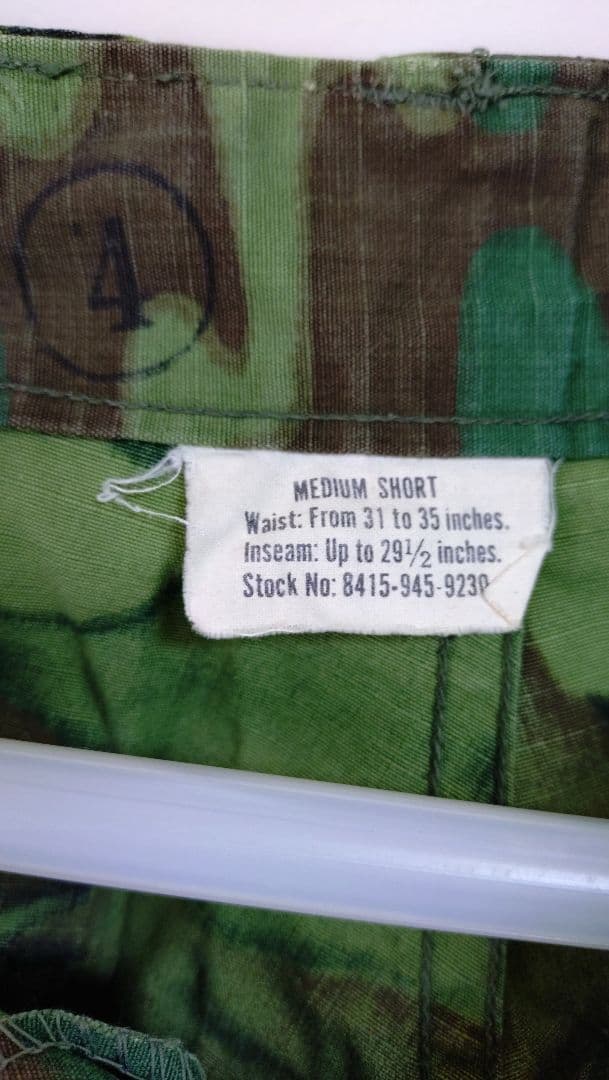 4
MEDIUM SHORT
Waist: From 31 to 35 inches.
Inseam: Up to 29½ inches.
Stock No: 8415-945-9230